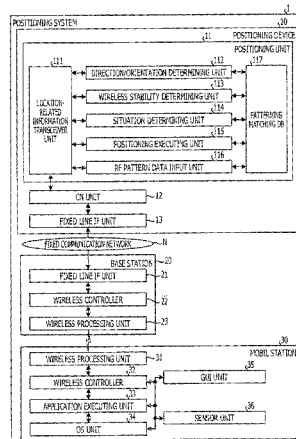 1
POSITIONING SYSTEM
10
POSITIONING DEVICE
11
POSITIONING UNIT
111
112
117
DIRECTION/ORIENTATION DETERMINING UNIT
113
WIRELESS STABILITY DETERMINING UNIT
114
LOCATION-RELATED INFORMATION TRANSCEIVER UNIT
SITUATION DETERMINING UNIT
PATTERNING MATCHING DB
115
POSITIONING EXECUTING UNIT
116
RF PATTERN DATA INPUT UNIT
CN UNIT
12
FIXED LINE IF UNIT
13
FIXED COMMUNICATION NETWORK
N
20
BASE STATION
21
FIXED LINE IF UNIT
WIRELESS CONTROLLER
22
WIRELESS PROCESSING UNIT
23
30
MOBIL STATION
WIRELESS PROCESSING UNIT
31
32
35
WIRELESS CONTROLLER
GUI UNIT
33
APPLICATION EXECUTING UNIT
36
34
SENSOR UNIT
OS UNIT